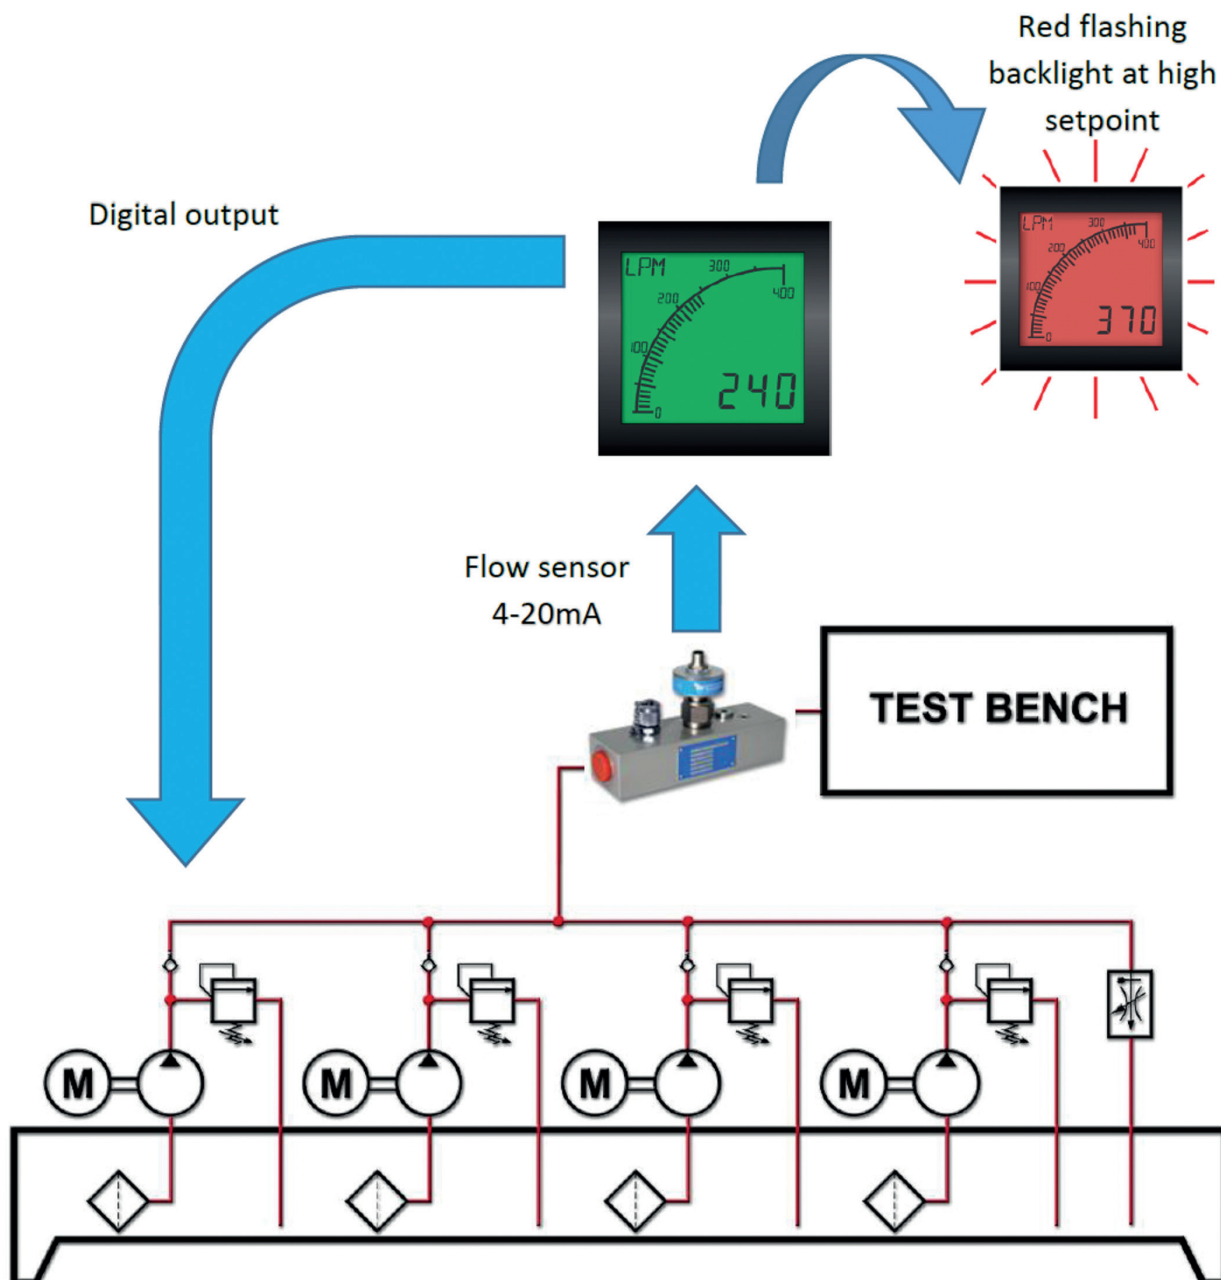 Red flashing
backlight at high
setpoint
Digital output
LPM
300
200
400
100
0
240
LPM
300
200
400
100
0
370
Flow sensor
4-20mA
TEST BENCH
M
M
M
M